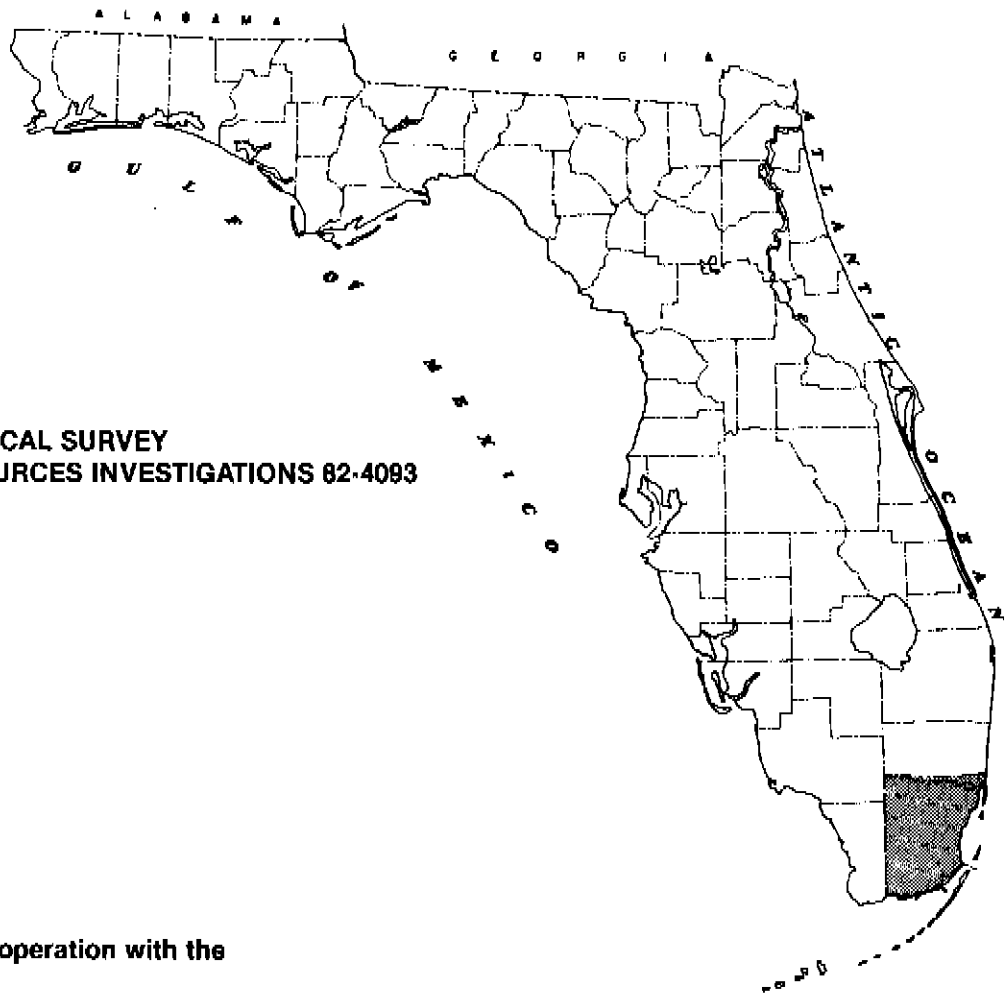 ALABAMA
GEORGIA
GULF
OF
MEXICO
ATLANTIC
OCEAN
CAL SURVEY
URCES INVESTIGATIONS 82-4093
operation with the